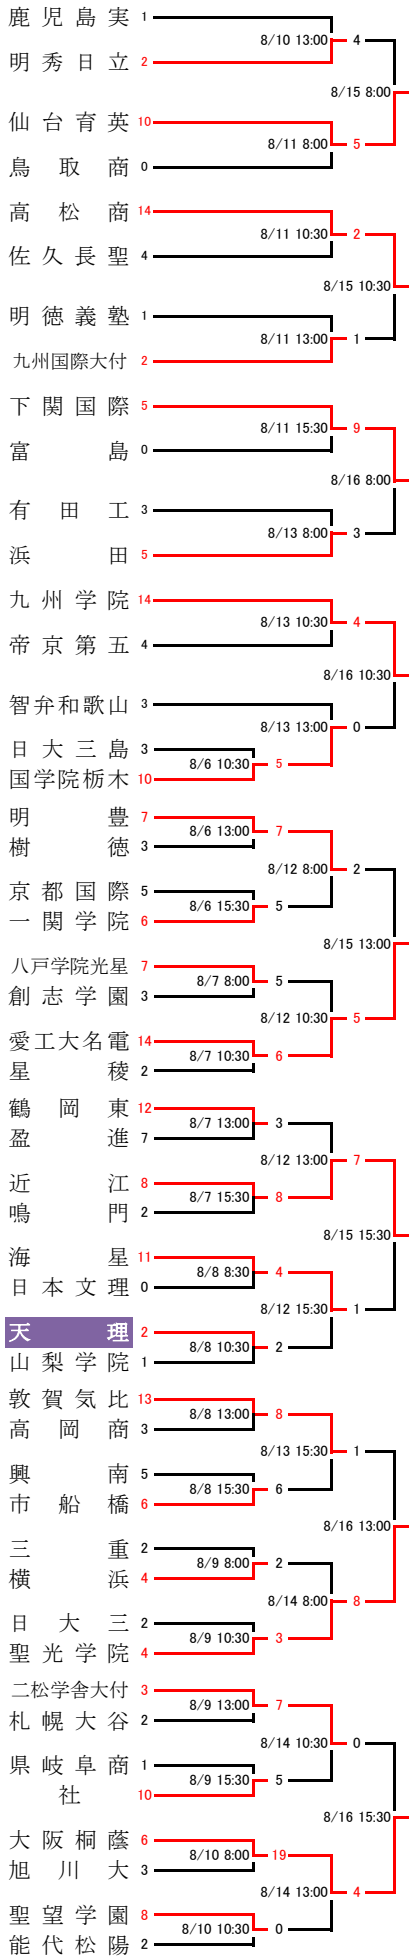 鹿児島実 1
8/10 13:00 4
明秀日立 2
8/15 8:00
仙台育英 10
8/11 8:00 5
鳥取商 0
高松商 14
8/11 10:30 2
佐久長聖 4
8/15 10:30
明徳義塾 1
8/11 13:00 1
九州国際大付 2
下関国際 5
8/11 15:30 9
富島 0
8/16 8:00
有田工 3
8/13 8:00 3
浜田 5
九州学院 14
8/13 10:30 4
帝京第五 4
8/16 10:30
智弁和歌山 3
8/13 13:00 0
日大三島 3
8/6 10:30 5
国学院栃木 10
明豊 7
8/6 13:00 7
樹徳 3
8/12 8:00 2
京都国際 5
8/6 15:30 5
一関学院 6
8/15 13:00
八戸学院光星 7
8/7 8:00 5
創志学園 3
8/12 10:30 5
愛工大名電 14
8/7 10:30 6
星稜 2
鶴岡東 12
8/7 13:00 3
盈進 7
8/12 13:00 7
近江 8
8/7 15:30 8
鳴門 2
8/15 15:30
海星 11
8/8 8:30 4
日本文理 0
8/12 15:30 1
天理 2
8/8 10:30 2
山梨学院 1
敦賀気比 13
8/8 13:00 8
高岡商 3
8/13 15:30 1
興南 5
8/8 15:30 6
市船橋 6
8/16 13:00
三重 2
8/9 8:00 2
横浜 4
8/14 8:00 8
日大三 2
8/9 10:30 3
聖光学院 4
二松学舎大付 3
8/9 13:00 7
札幌大谷 2
8/14 10:30 0
県岐阜商 1
8/9 15:30 5
社 10
8/16 15:30
大阪桐蔭 6
8/10 8:00 19
旭川大 3
8/14 13:00 4
聖望学園 8
8/10 10:30 0
能代松陽 2